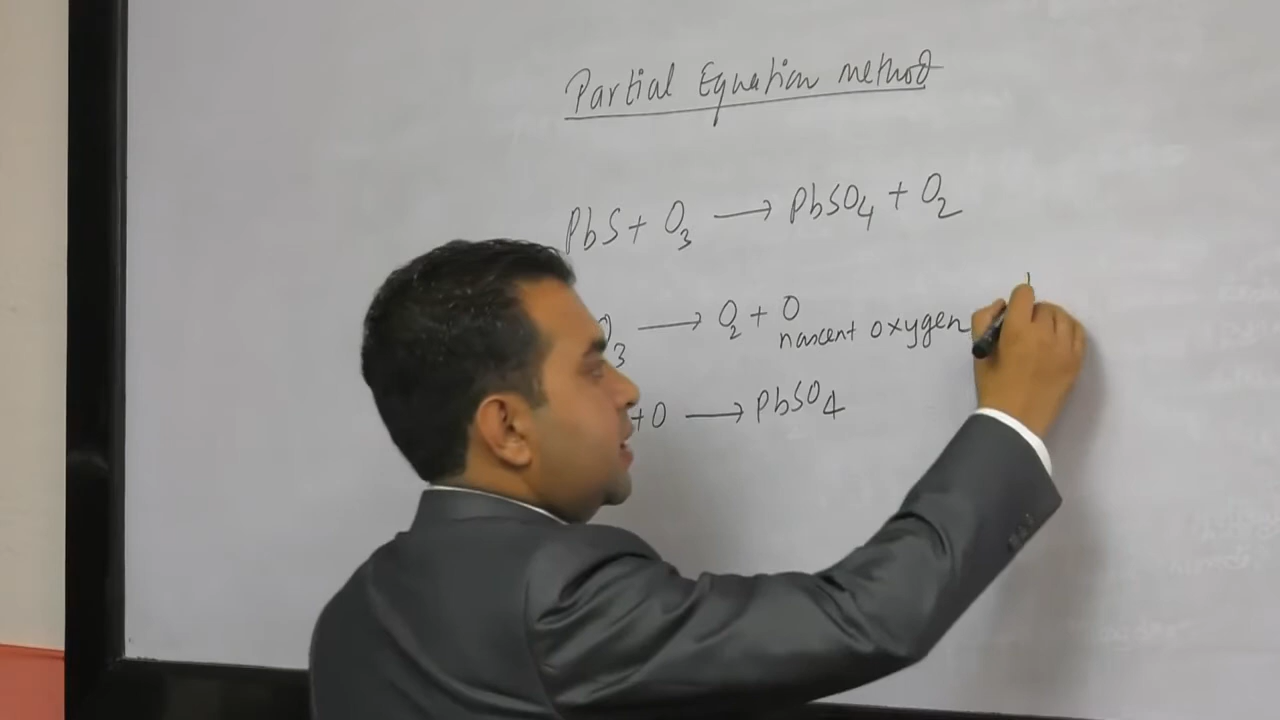 Partial Equation method
PbS + O3 → PbSO4 + O2
O3 → O2 + O
nascent oxygen
+ O → PbSO4